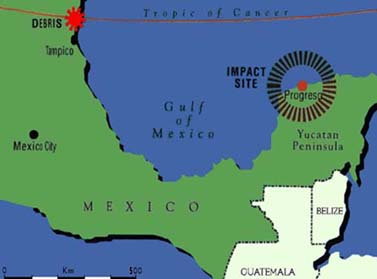 Tropic of Cancer
DEBRIS
Tampico
IMPACT
SITE
Progreso
Gulf
of
Mexico
Mexico City
Yucatan
Peninsula
MEXICO
BELIZE
GUATEMALA
0 Km 500